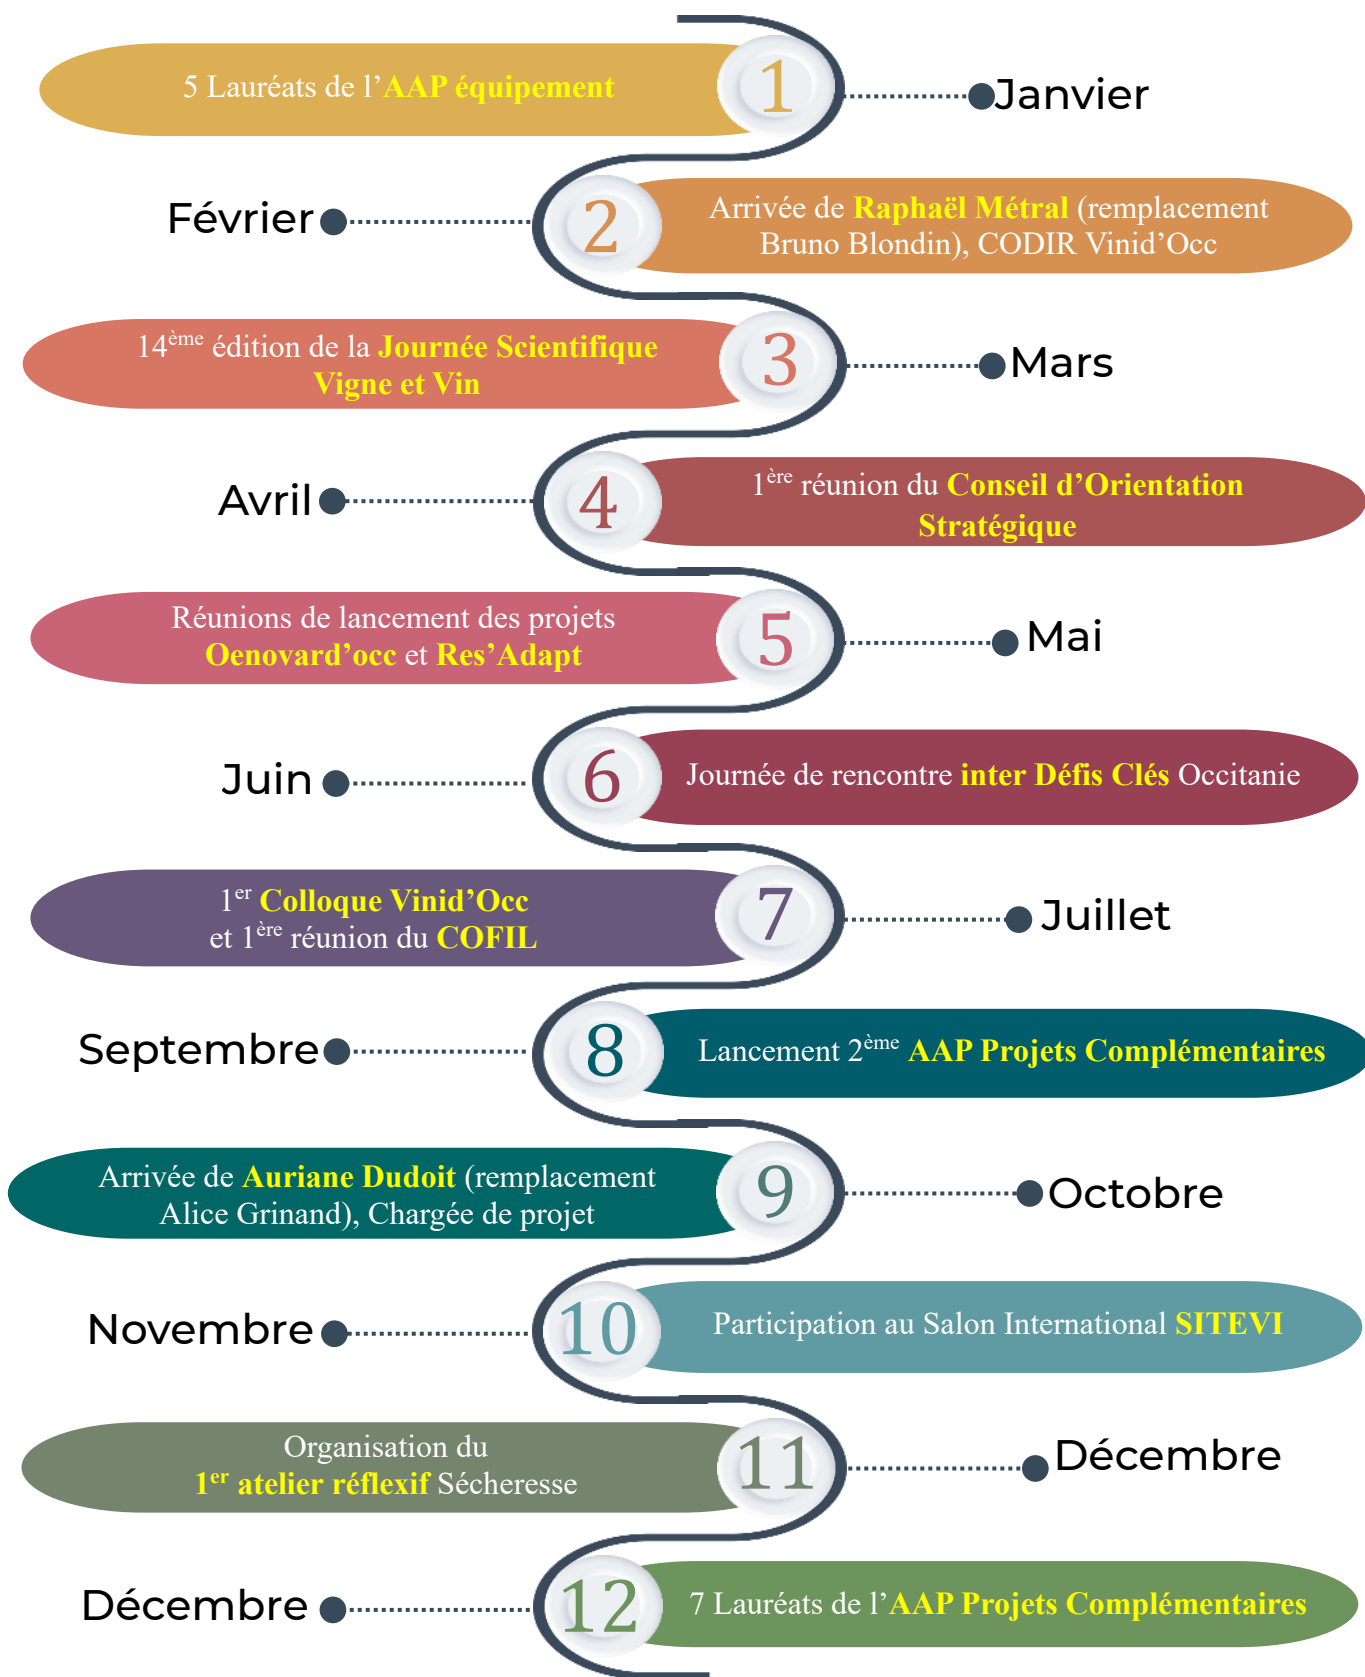 5 Lauréats de l’AAP équipement
1
Janvier
Février
2
Arrivée de Raphaël Métral (remplacement
Bruno Blondin), CODIR Vinid’Occ
14ème édition de la Journée Scientifique
Vigne et Vin
3
Mars
Avril
4
1ère réunion du Conseil d’Orientation
Stratégique
Réunions de lancement des projets
Oenovard’occ et Res’Adapt
5
Mai
Juin
6
Journée de rencontre inter Défis Clés Occitanie
1er Colloque Vinid’Occ
et 1ère réunion du COFIL
7
Juillet
Septembre
8
Lancement 2ème AAP Projets Complémentaires
Arrivée de Auriane Dudoit (remplacement
Alice Grinand), Chargée de projet
9
Octobre
Novembre
10
Participation au Salon International SITEVI
Organisation du
1er atelier réflexif Sécheresse
11
Décembre
Décembre
12
7 Lauréats de l’AAP Projets Complémentaires